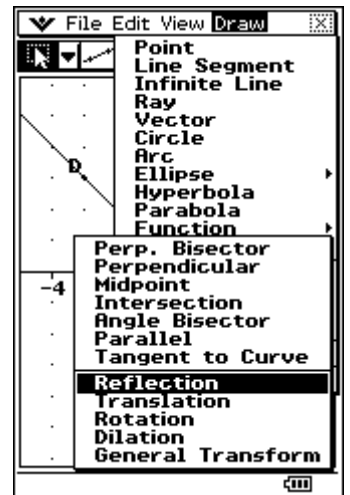 File Edit View Draw
Point
Line Segment
Infinite Line
Ray
Vector
Circle
Arc
Ellipse
Hyperbola
Parabola
Function
D
-4
Perp. Bisector
Perpendicular
Midpoint
Intersection
Angle Bisector
Parallel
Tangent to Curve
Reflection
Translation
Rotation
Dilation
General Transform